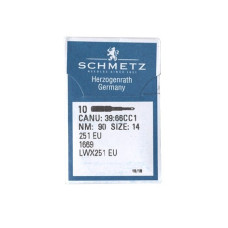 SCHMETZ
Herzogenrath
Germany
10
CANU: 39:66CC1
NM: 90 SIZE: 14
251 EU
1669
LWX251 EU